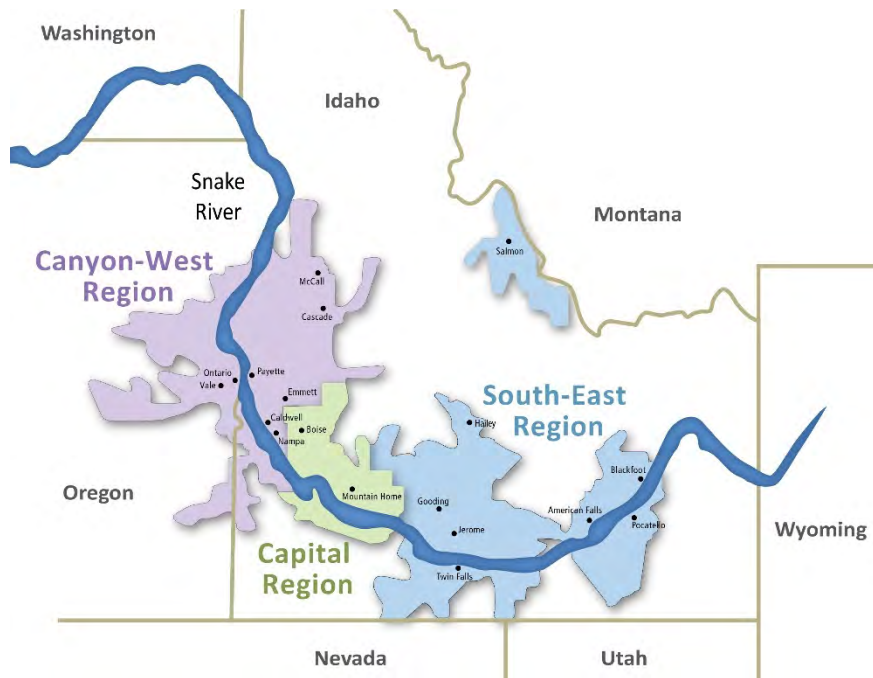 Washington
Idaho
Snake
River
Montana
Salmon
Canyon-West
Region
McCall
Cascade
Ontario
Payette
Vale
Emmett
South-East
Region
Caldwell
Boise
Hailey
Nampa
Blackfoot
Oregon
Mountain Home
Gooding
American Falls
Pocatello
Jerome
Wyoming
Capital
Region
Twin Falls
Nevada
Utah